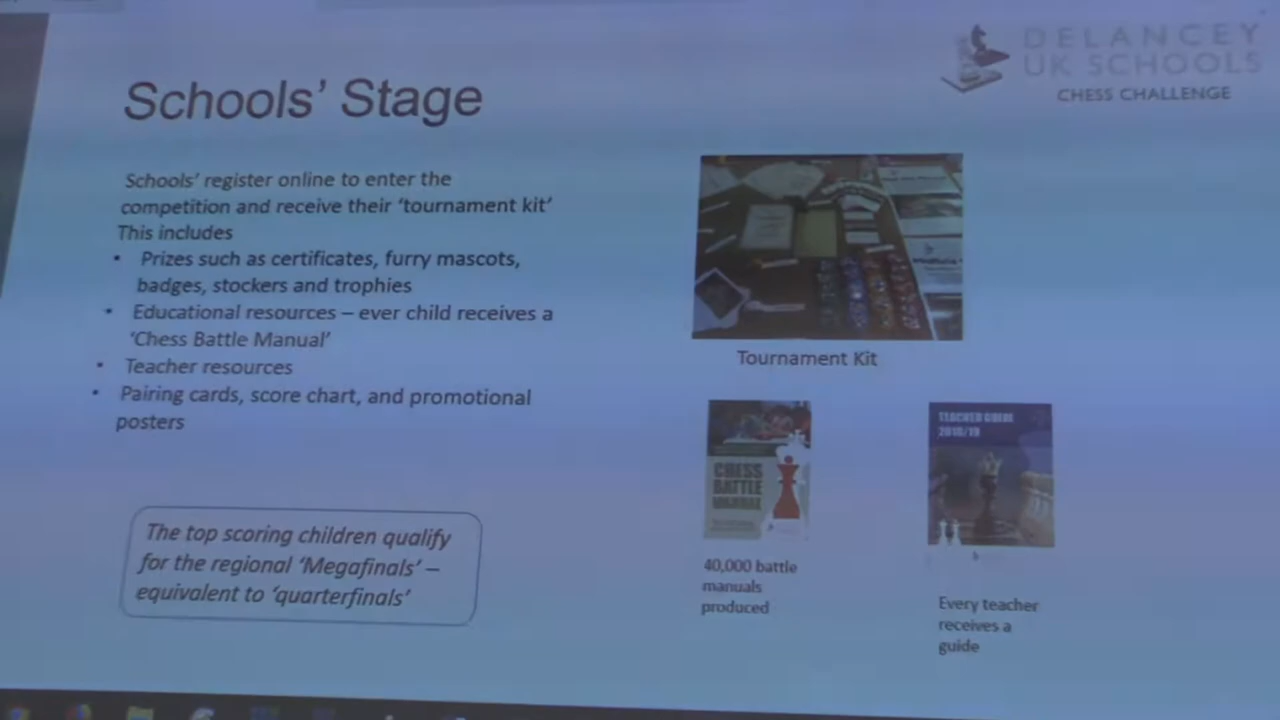 DELANCEY
UK SCHOOLS
CHESS CHALLENGE
Schools’ Stage
Schools’ register online to enter the
competition and receive their ‘tournament kit’
This includes
• Prizes such as certificates, furry mascots,
badges, stockers and trophies
• Educational resources – ever child receives a
‘Chess Battle Manual’
• Teacher resources
• Pairing cards, score chart, and promotional
posters
The top scoring children qualify
for the regional ‘Megafinals’ –
equivalent to ‘quarterfinals’
Tournament Kit
CHESS
BATTLE
MANUAL
40,000 battle
manuals
produced
TEACHER GUIDE
2018/19
Every teacher
receives a
guide